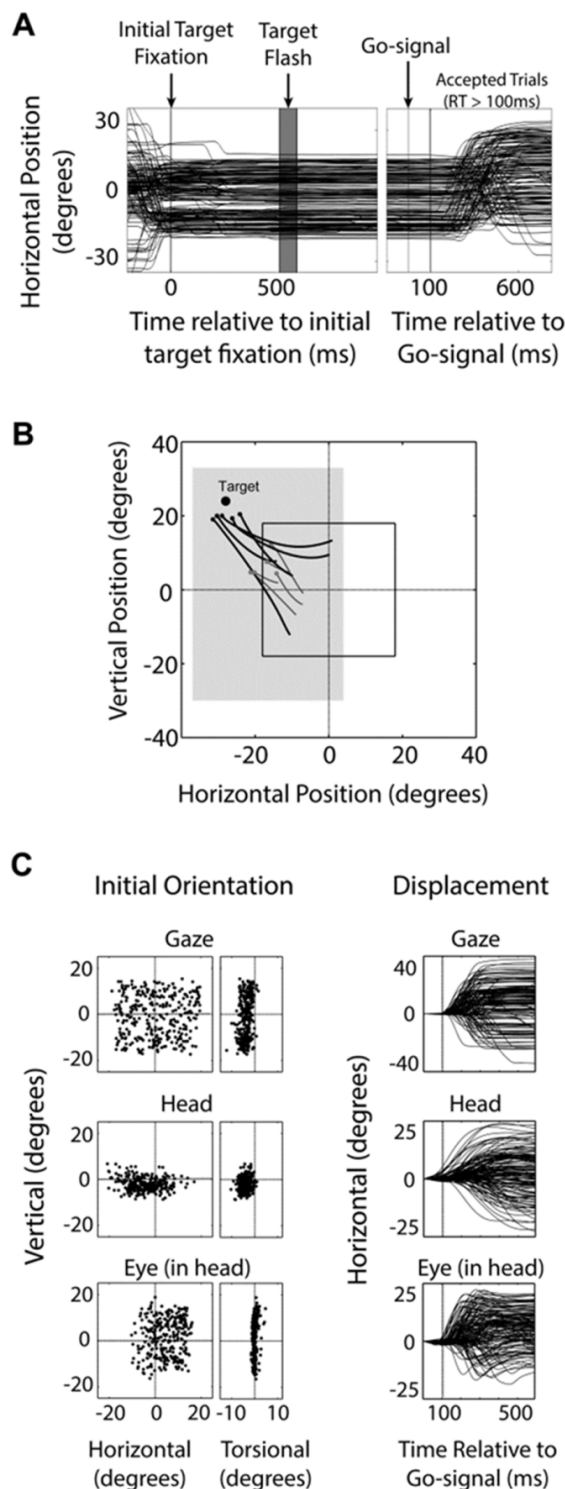 A
Initial Target
Fixation
Target
Flash
Go-signal
Accepted Trials
(RT > 100ms)
Horizontal Position
(degrees)
30
0
-30
0
500
100
600
Time relative to initial
target fixation (ms)
Time relative to
Go-signal (ms)
B
Vertical Position (degrees)
40
20
0
-20
-40
Target
-20
0
20
40
Horizontal Position (degrees)
C
Initial Orientation
Displacement
Gaze
Gaze
20
0
-20
40
0
-40
Head
Head
Vertical (degrees)
20
0
-20
Horizontal (degrees)
25
0
-25
Eye (in head)
Eye (in head)
20
0
-20
25
0
-25
-20
0
20
-10
0
10
100
500
Horizontal
(degrees)
Torsional
(degrees)
Time Relative to
Go-signal (ms)